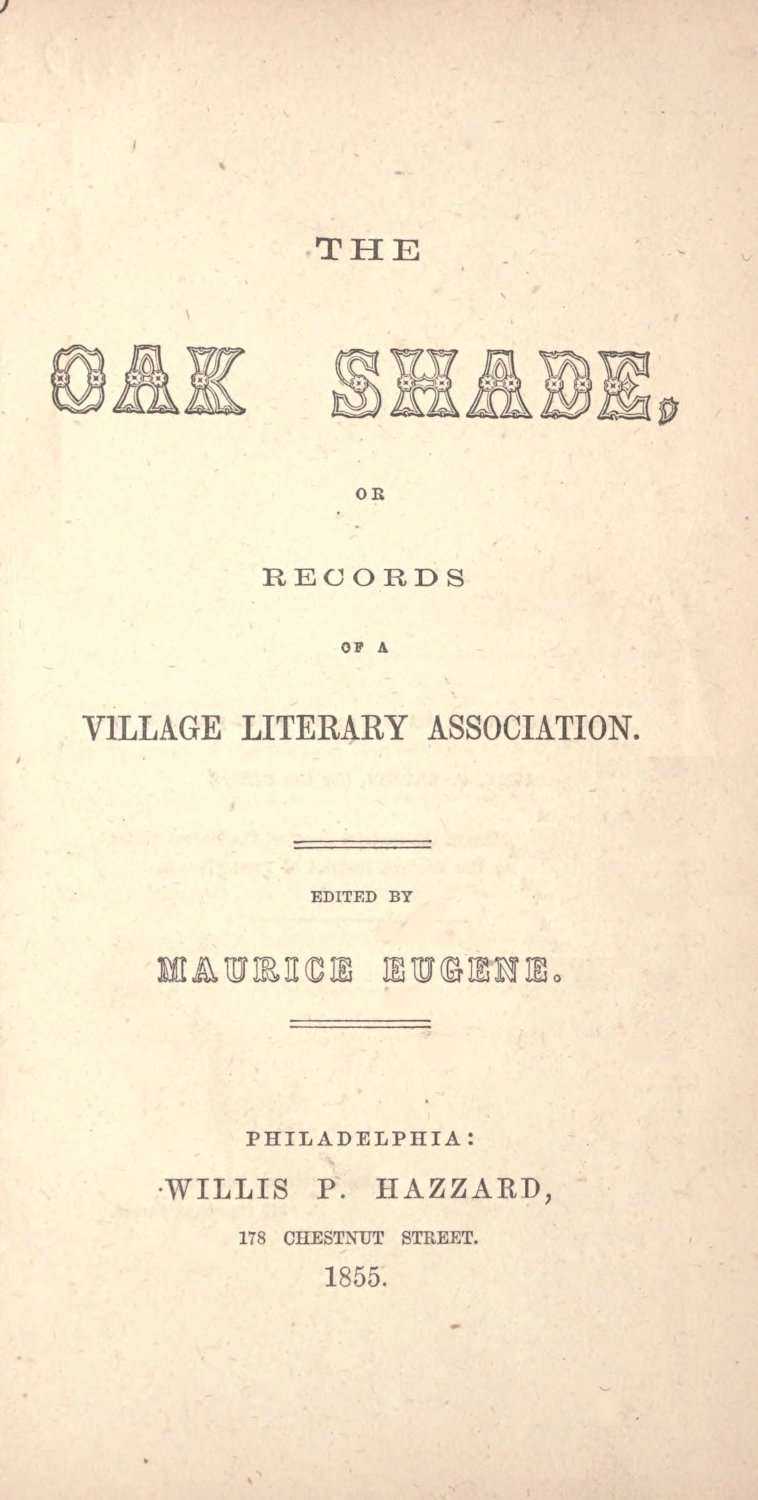 THE
OAK SHADE,
OR
RECORDS
OF A
VILLAGE LITERARY ASSOCIATION.
EDITED BY
MAURICE EUGENE.
PHILADELPHIA:
WILLIS P. HAZZARD,
178 CHESTNUT STREET.
1855.